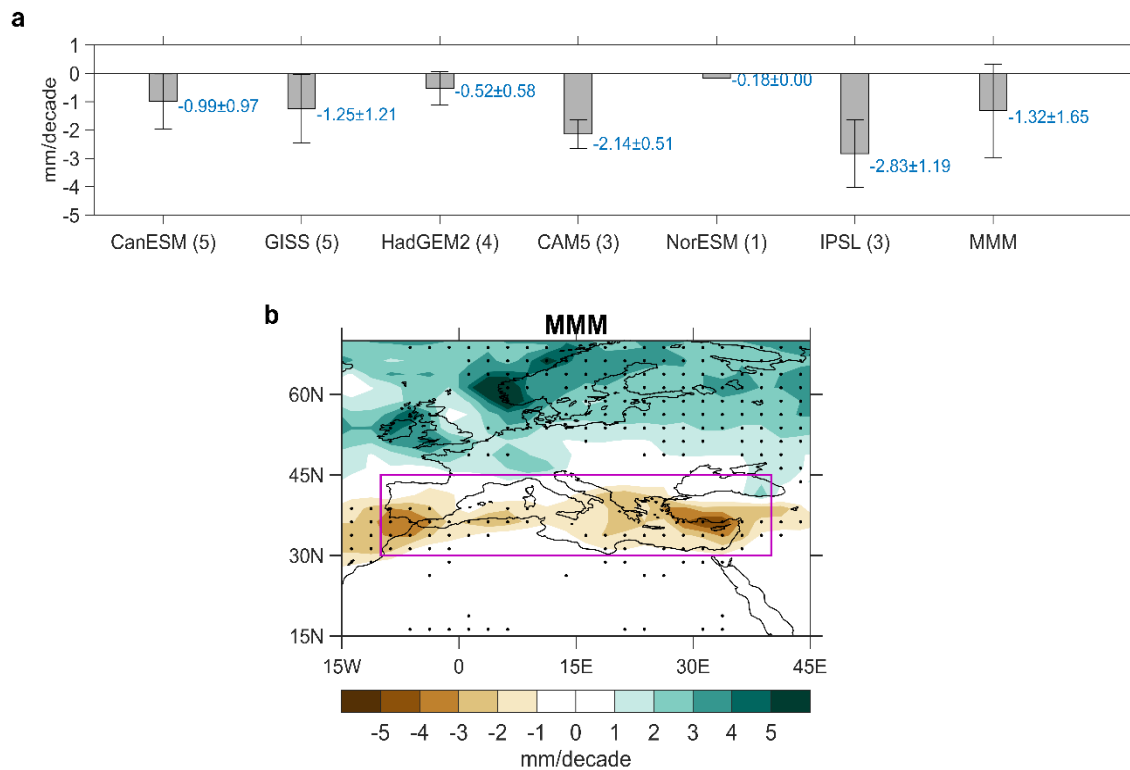 a
1
0
-1
-2
-3
-4
-5
mm/decade
-0.99±0.97
-1.25±1.21
-0.52±0.58
-2.14±0.51
-0.18±0.00
-2.83±1.19
-1.32±1.65
CanESM (5) GISS (5) HadGEM2 (4) CAM5 (3) NorESM (1) IPSL (3) MMM
b
MMM
60N
45N
30N
15N
15W 0 15E 30E 45E
-5 -4 -3 -2 -1 0 1 2 3 4 5
mm/decade